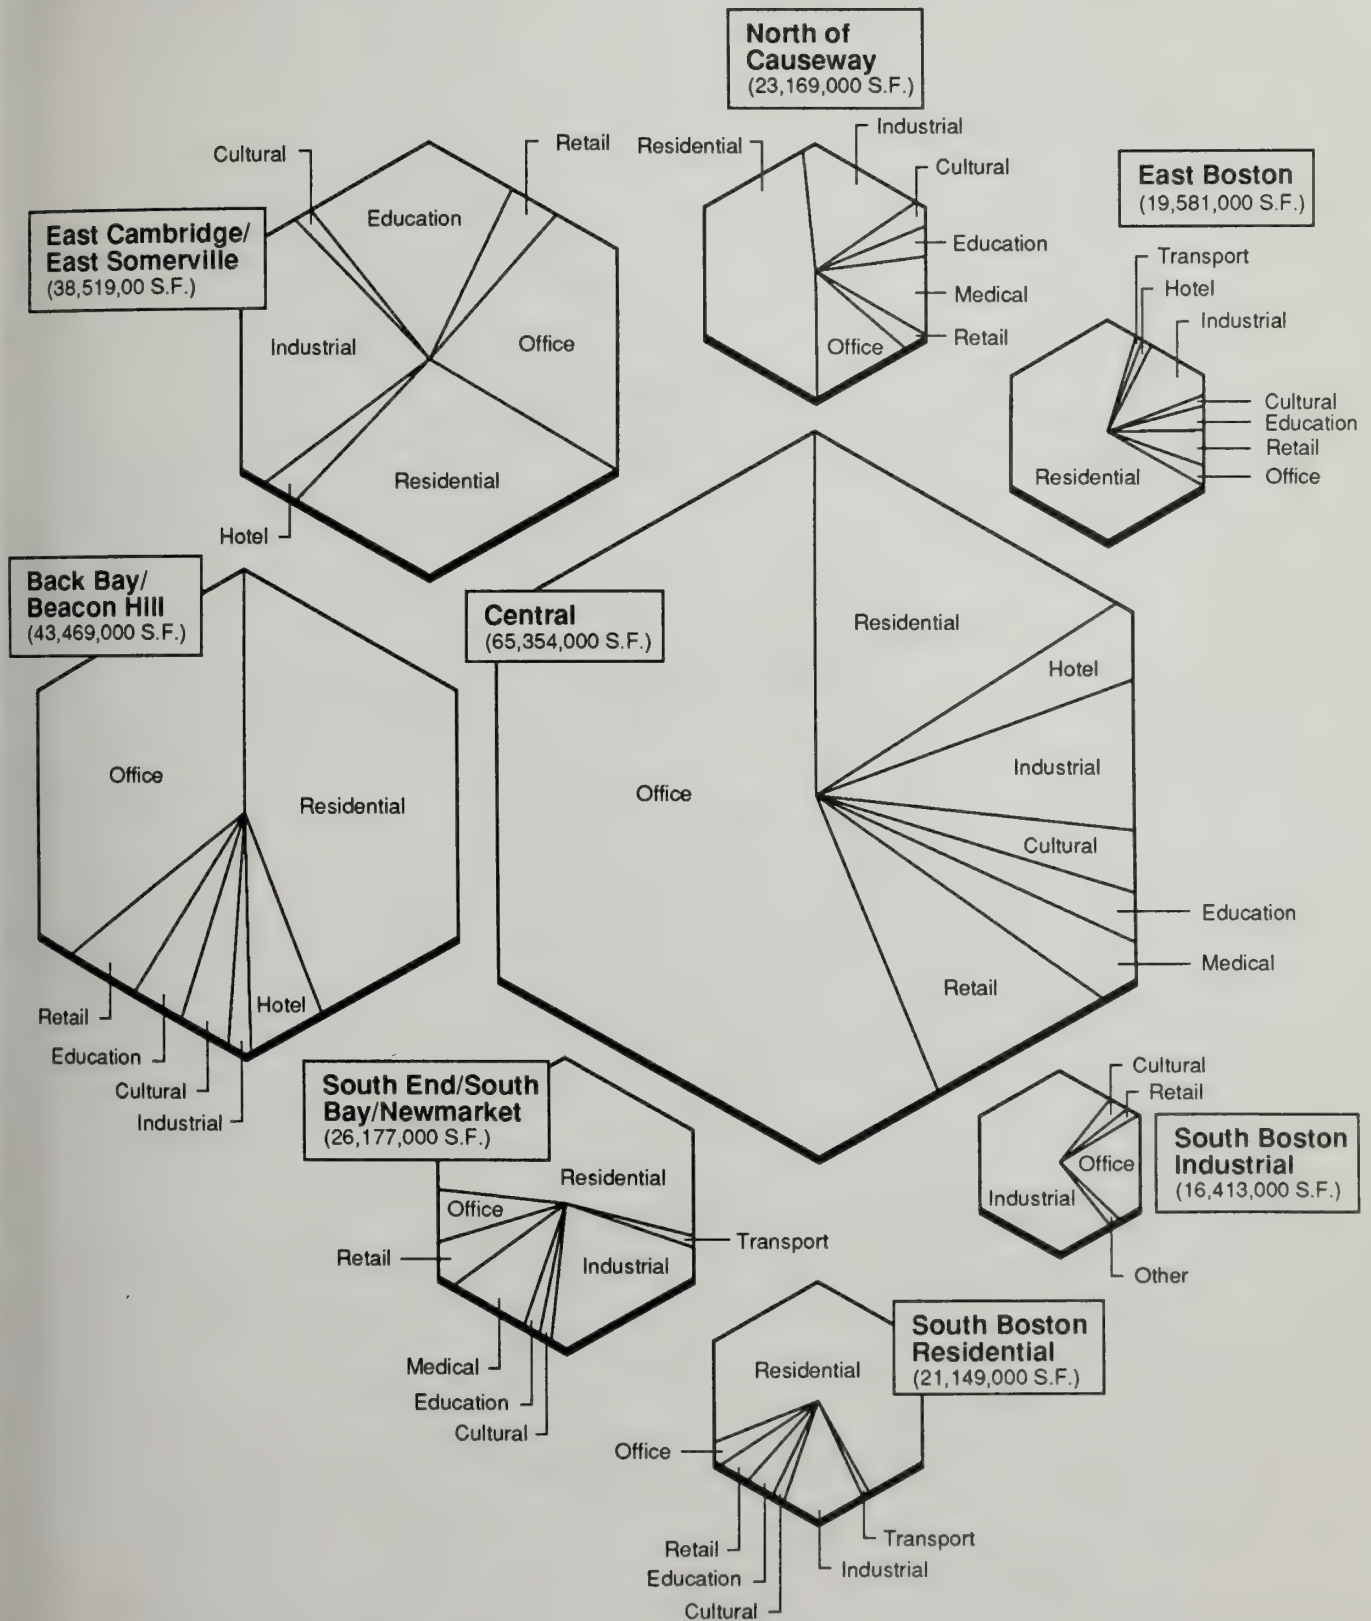 North of
Causeway
(23,169,000 S.F.)
Residential
Industrial
Cultural
Education
Medical
Retail
Office
Cultural
Retail
Education
East Cambridge/
East Somerville
(38,519,00 S.F.)
Industrial
Office
Residential
Hotel
East Boston
(19,581,000 S.F.)
Transport
Hotel
Industrial
Cultural
Education
Retail
Office
Residential
Back Bay/
Beacon Hill
(43,469,000 S.F.)
Office
Residential
Hotel
Retail
Education
Cultural
Industrial
Central
(65,354,000 S.F.)
Residential
Hotel
Industrial
Office
Cultural
Education
Medical
Retail
South End/South
Bay/Newmarket
(26,177,000 S.F.)
Residential
Office
Retail
Transport
Industrial
Medical
Education
Cultural
Cultural
Retail
South Boston
Industrial
(16,413,000 S.F.)
Office
Industrial
Other
South Boston
Residential
(21,149,000 S.F.)
Residential
Office
Retail
Education
Cultural
Transport
Industrial